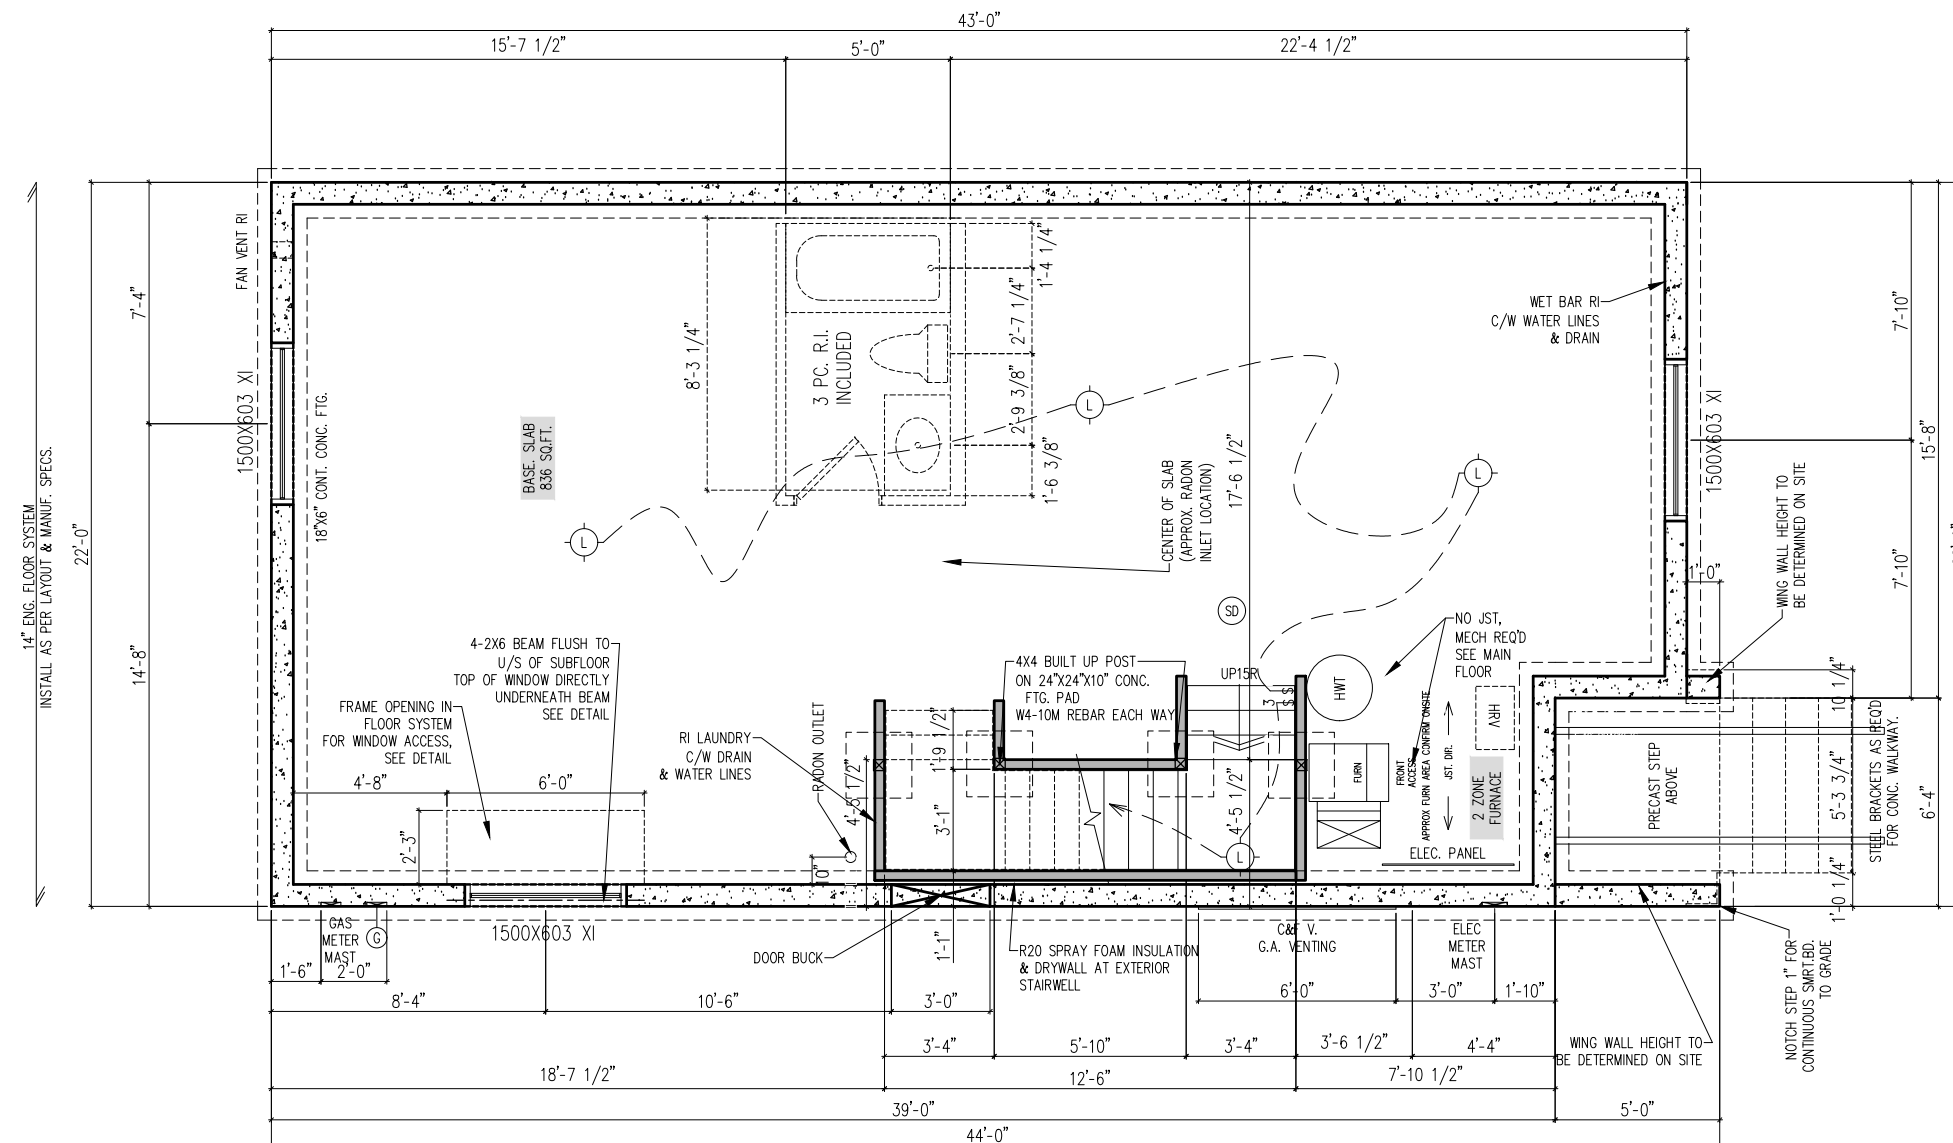 43'-0"
15'-7 1/2"
5'-0"
22'-4 1/2"
14" ENG. FLOOR SYSTEM
INSTALL AS PER LAYOUT & MANUF. SPECS.
22'-0"
7'-4"
14'-8"
FAN VENT RI
1500X603 XI
18"X6" CONT. CONC. FTG.
BASE. SLAB
836 SQ.FT.
8'-3 1/4"
3 PC. R.I.
INCLUDED
1'-4 1/4"
2'-7 1/4"
2'-9 3/8"
1'-6 3/8"
L
L
L
17'-6 1/2"
CENTER OF SLAB
(APPROX. RADON
INLET LOCATION)
SD
WET BAR RI
C/W WATER LINES
& DRAIN
1500X603 XI
7'-10"
7'-10"
15'-8"
1'-0"
WING WALL HEIGHT TO
BE DETERMINED ON SITE
4-2X6 BEAM FLUSH TO
U/S OF SUBFLOOR
TOP OF WINDOW DIRECTLY
UNDERNEATH BEAM
SEE DETAIL
FRAME OPENING IN
FLOOR SYSTEM
FOR WINDOW ACCESS,
SEE DETAIL
4'-8"
6'-0"
2'-3"
RI LAUNDRY
C/W DRAIN
& WATER LINES
RADON OUTLET
10"
4'-5 1/2"
1'-9 1/2"
3'-1"
4X4 BUILT UP POST
ON 24"X24"X10" CONC.
FTG. PAD
W4-10M REBAR EACH WAY
UP15R
3
S
S
4'-5 1/2"
L
HWT
NO JST,
MECH REQ'D
SEE MAIN
FLOOR
FURN
FRONT
ACCESS
APPROX FURN AREA CONFIRM ONSITE
JST. DIR.
HRV
2 ZONE
FURNACE
ELEC. PANEL
PRECAST STEP
ABOVE
10 1/4"
5'-3 3/4"
1'-0 1/4"
STEEL BRACKETS AS REQ'D
FOR CONC. WALKWAY.
6'-4"
GAS
METER
MAST
G
1500X603 XI
DOOR BUCK
1'-1"
R20 SPRAY FOAM INSULATION
& DRYWALL AT EXTERIOR
STAIRWELL
C&F V.
G.A. VENTING
ELEC
METER
MAST
NOTCH STEP 1" FOR
CONTINUOUS SMRT.BD.
TO GRADE
1'-6"
2'-0"
8'-4"
10'-6"
3'-0"
6'-0"
3'-0"
1'-10"
3'-4"
5'-10"
3'-4"
3'-6 1/2"
4'-4"
WING WALL HEIGHT TO
BE DETERMINED ON SITE
18'-7 1/2"
12'-6"
7'-10 1/2"
39'-0"
5'-0"
44'-0"